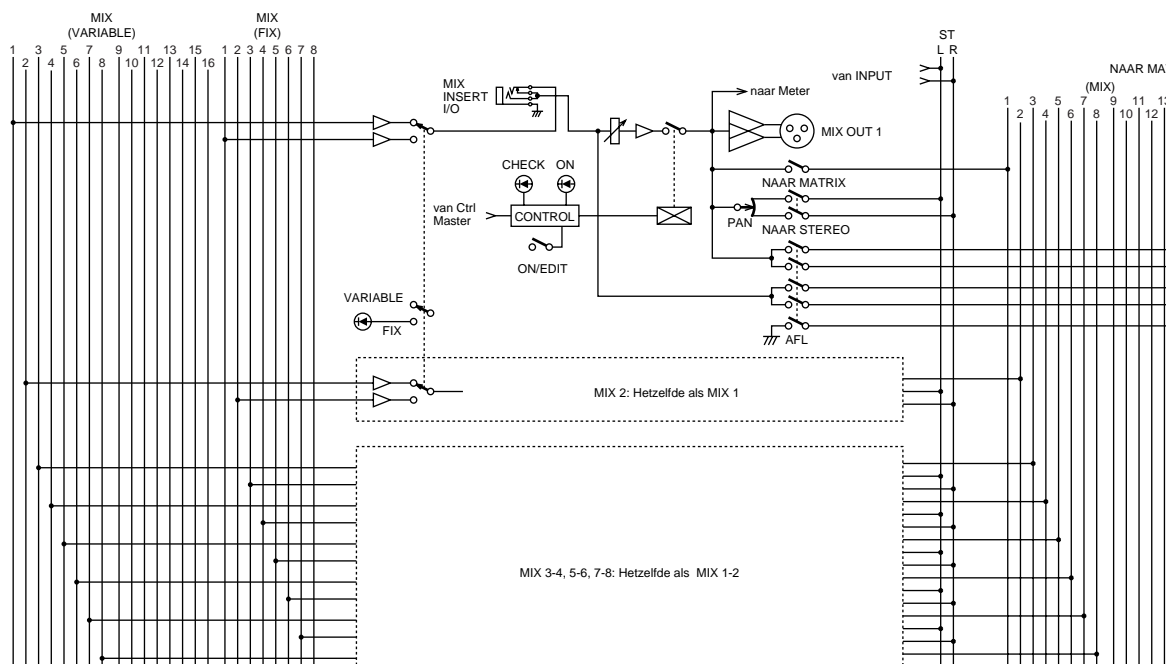 MIX
(VARIABLE)
MIX
(FIX)
1 2 3 4 5 6 7 8 9 10 11 12 13 14 15 16
1 2 3 4 5 6 7 8
ST
L R
van INPUT
NAAR MA
(MIX)
1 2 3 4 5 6 7 8 9 10 11 12 13
MIX
INSERT
I/O
naar Meter
MIX OUT 1
CHECK ON
NAAR MATRIX
van Ctrl
Master
CONTROL
PAN
NAAR STEREO
ON/EDIT
VARIABLE
FIX
AFL
MIX 2: Hetzelfde als MIX 1
MIX 3-4, 5-6, 7-8: Hetzelfde als MIX 1-2